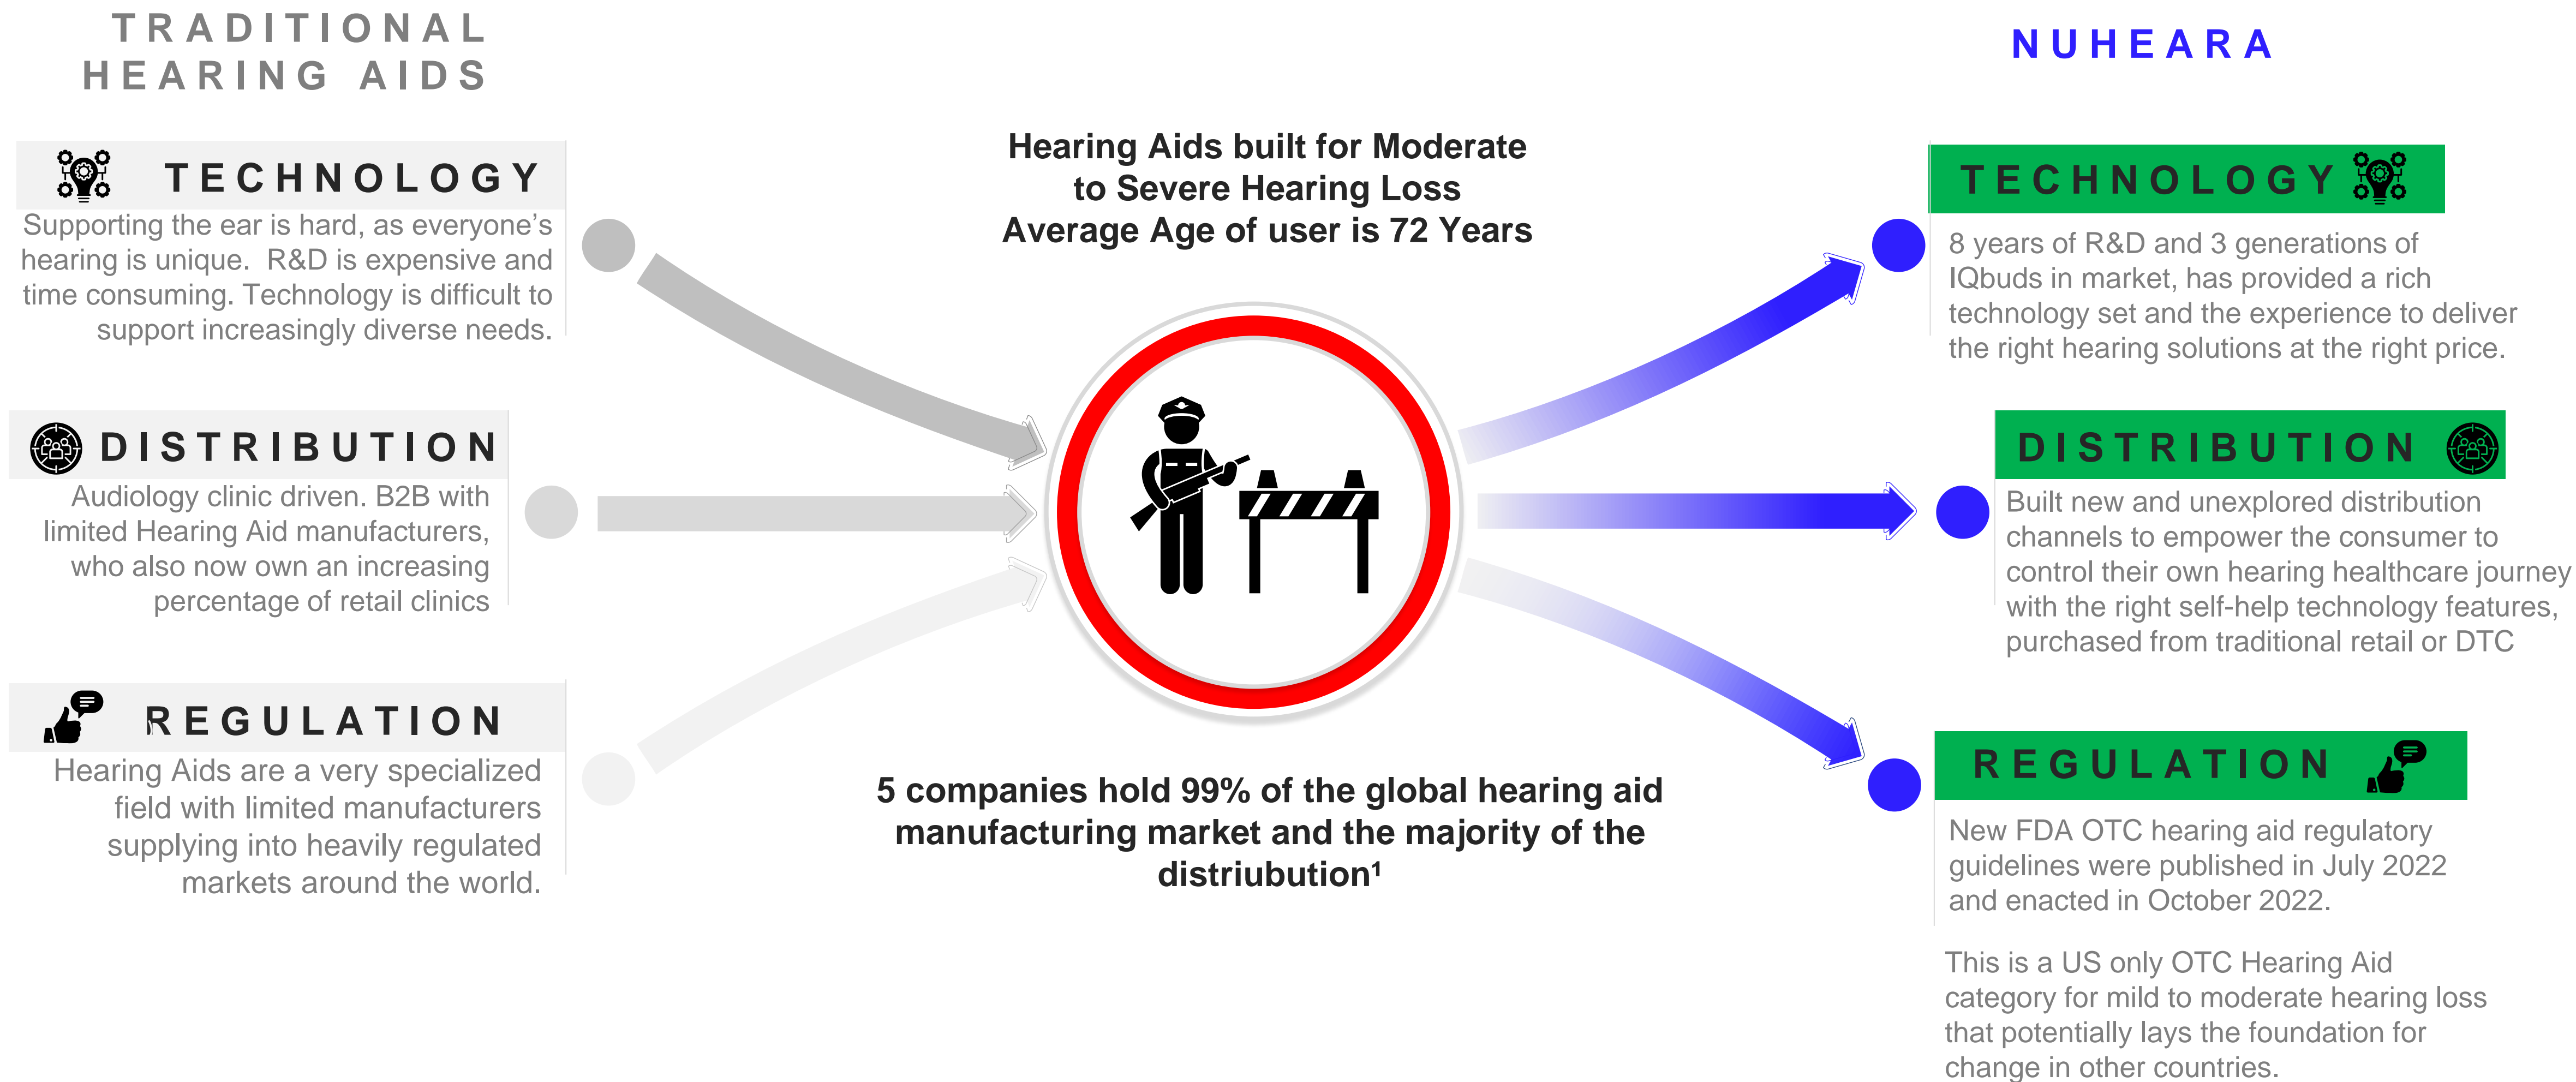 TRADITIONAL
HEARING AIDS
TECHNOLOGY
Supporting the ear is hard, as everyone’s
hearing is unique.  R&D is expensive and
time consuming. Technology is difficult to
support increasingly diverse needs.
DISTRIBUTION
Audiology clinic driven. B2B with
limited Hearing Aid manufacturers,
who also now own an increasing
percentage of retail clinics
REGULATION
Hearing Aids are a very specialized
field with limited manufacturers
supplying into heavily regulated
markets around the world.
Hearing Aids built for Moderate
to Severe Hearing Loss
Average Age of user is 72 Years
5 companies hold 99% of the global hearing aid
manufacturing market and the majority of the
distriubution¹
NUHEARA
TECHNOLOGY
8 years of R&D and 3 generations of
IQbuds in market, has provided a rich
technology set and the experience to deliver
the right hearing solutions at the right price.
DISTRIBUTION
Built new and unexplored distribution
channels to empower the consumer to
control their own hearing healthcare journey
with the right self-help technology features,
purchased from traditional retail or DTC
REGULATION
New FDA OTC hearing aid regulatory
guidelines were published in July 2022
and enacted in October 2022.
This is a US only OTC Hearing Aid
category for mild to moderate hearing loss
that potentially lays the foundation for
change in other countries.